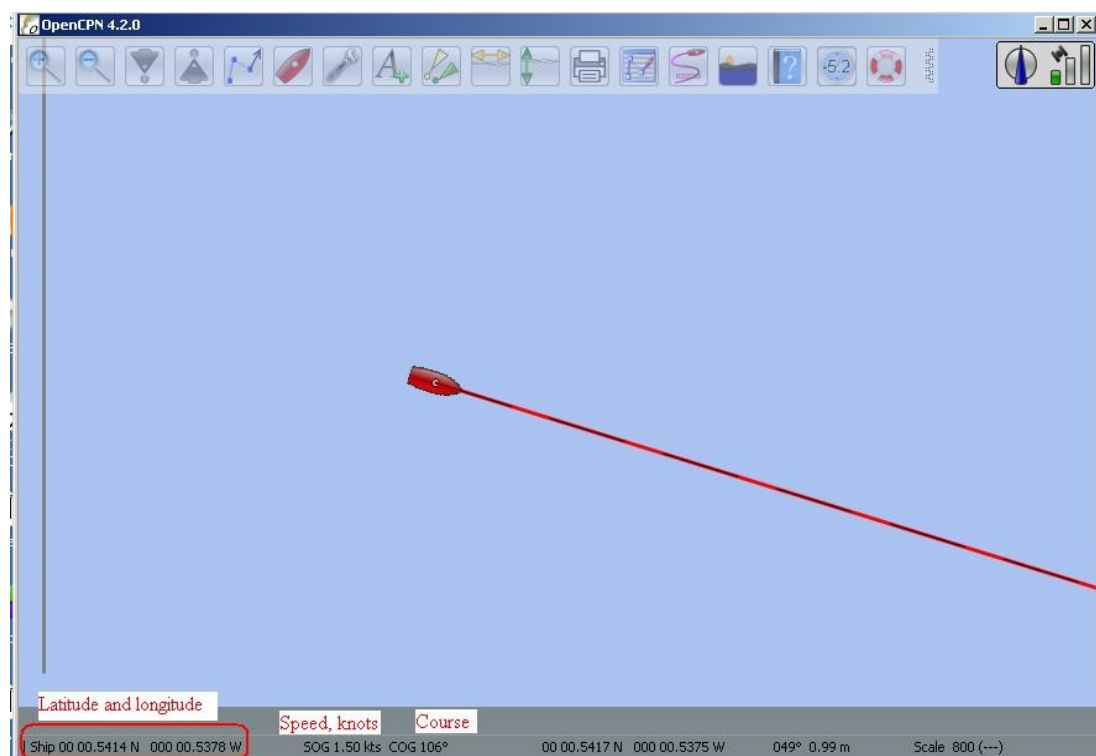 OpenCPN 4.2.0
A
?
5.2
Latitude and longitude
Speed, knots
Course
Ship 00 00.5414 N 000 00.5378 W
SOG 1.50 kts COG 106°
00 00.5417 N 000 00.5375 W
049° 0.99 m
Scale 800 (---)